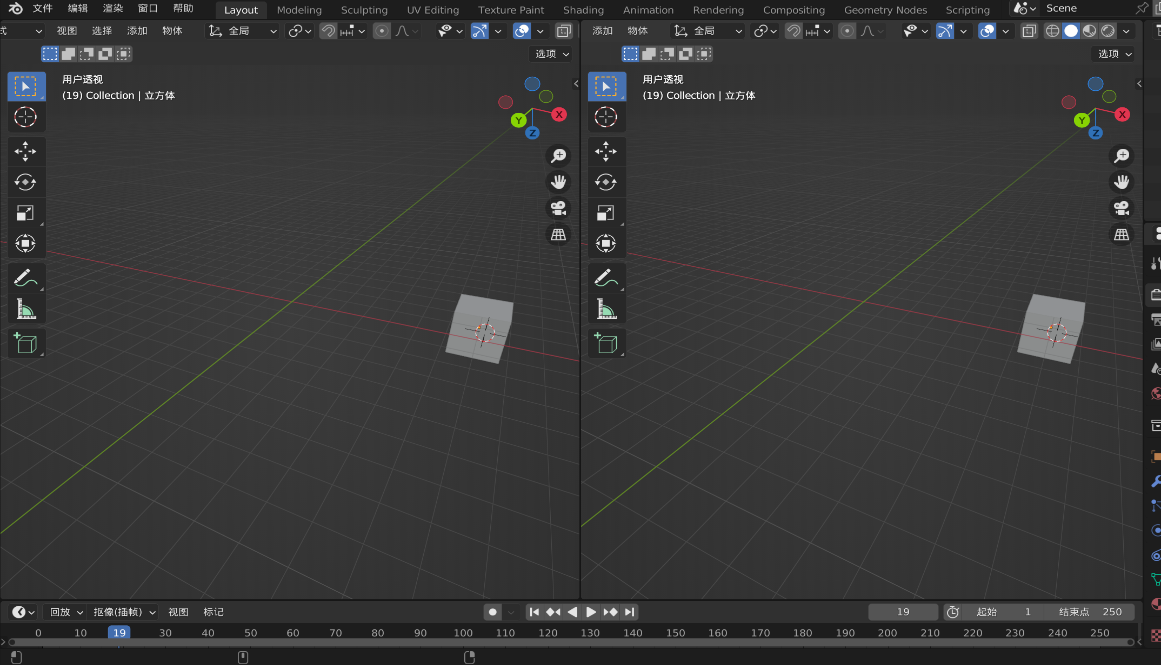 文件 编辑 渲染 窗口 帮助 Layout Modeling Sculpting UV Editing Texture Paint Shading Animation Rendering Compositing Geometry Nodes Scripting Scene
视图 选择 添加 物体 全局 添加 物体 全局
选项 选项
用户透视 用户透视
(19) Collection | 立方体 (19) Collection | 立方体
X X
Y Y
Z Z
回放 抠像(插帧) 视图 标记 19 起始 1 结束点 250
0 10 19 30 40 50 60 70 80 90 100 110 120 130 140 150 160 170 180 190 200 210 220 230 240 250